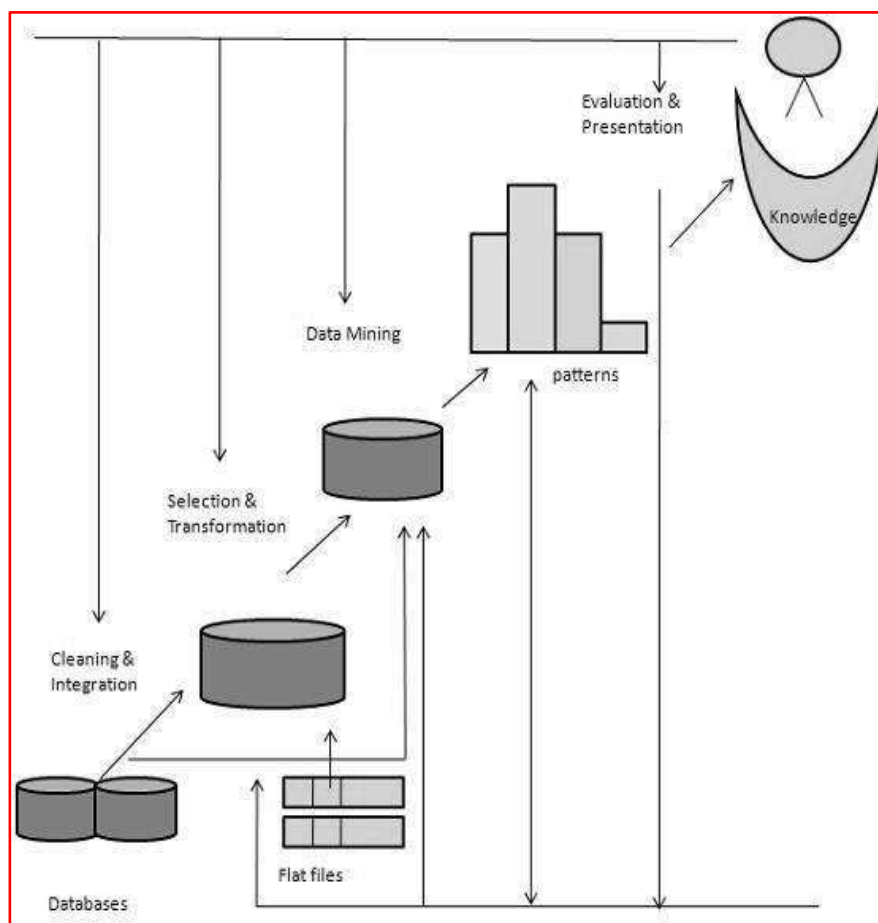 Evaluation &
Presentation
Knowledge
Data Mining
patterns
Selection &
Transformation
Cleaning &
Integration
Flat files
Databases